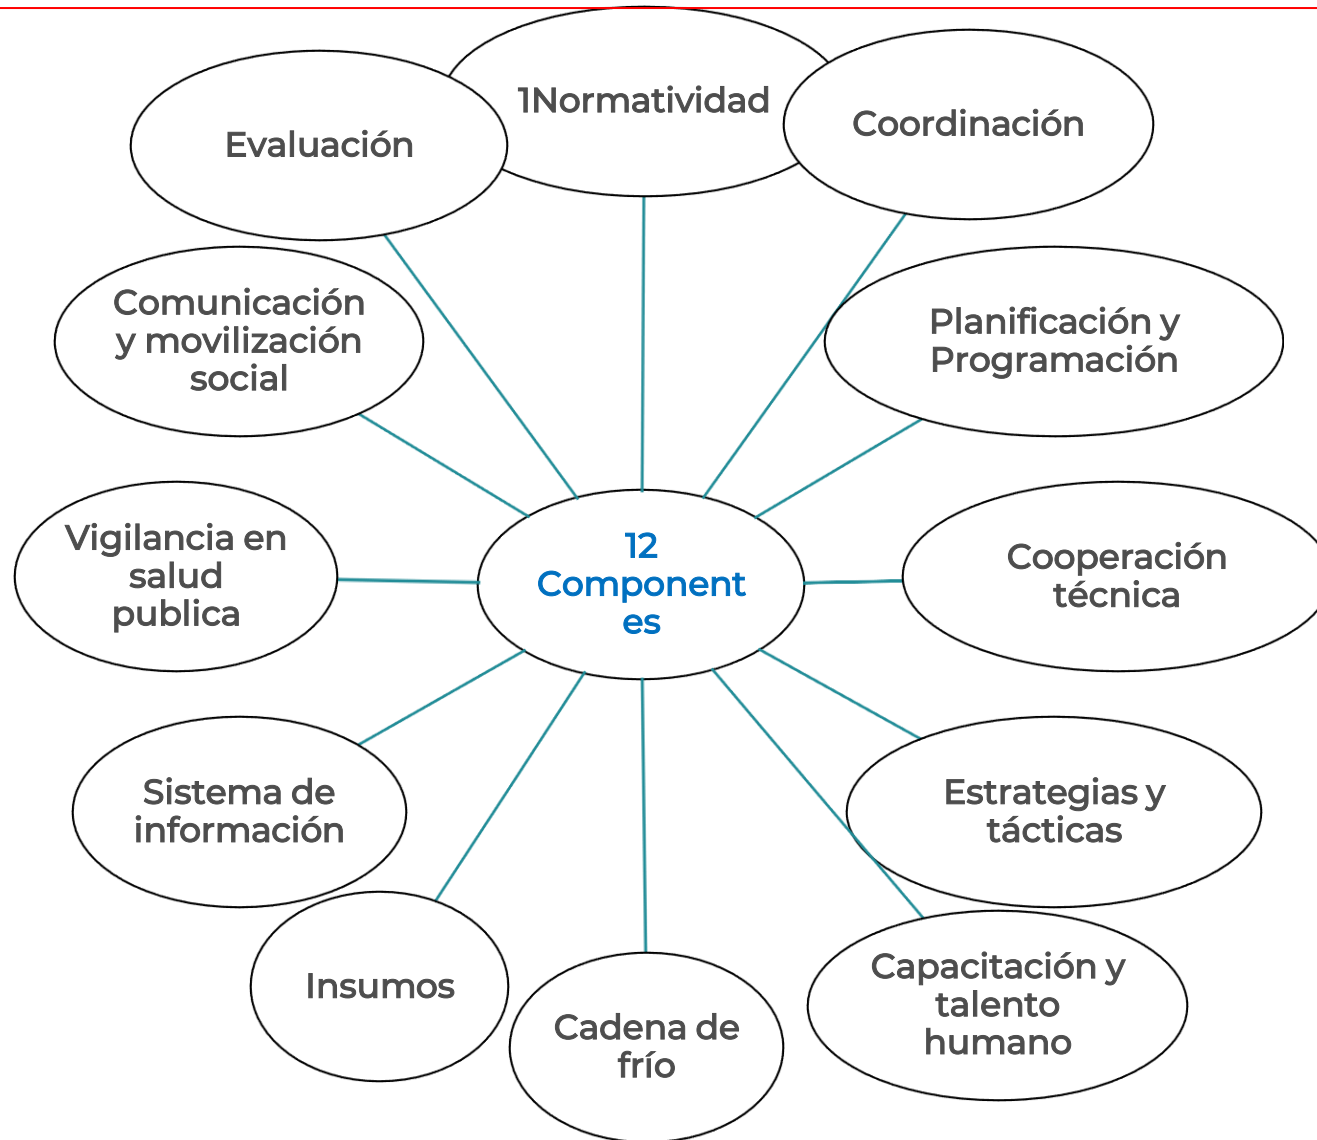 1Normatividad
Coordinación
Planificación y
Programación
Cooperación
técnica
Estrategias y
tácticas
Capacitación y
talento
humano
Cadena de
frío
Insumos
Sistema de
información
Vigilancia en
salud
publica
Comunicación
y movilización
social
Evaluación
12
Component
es